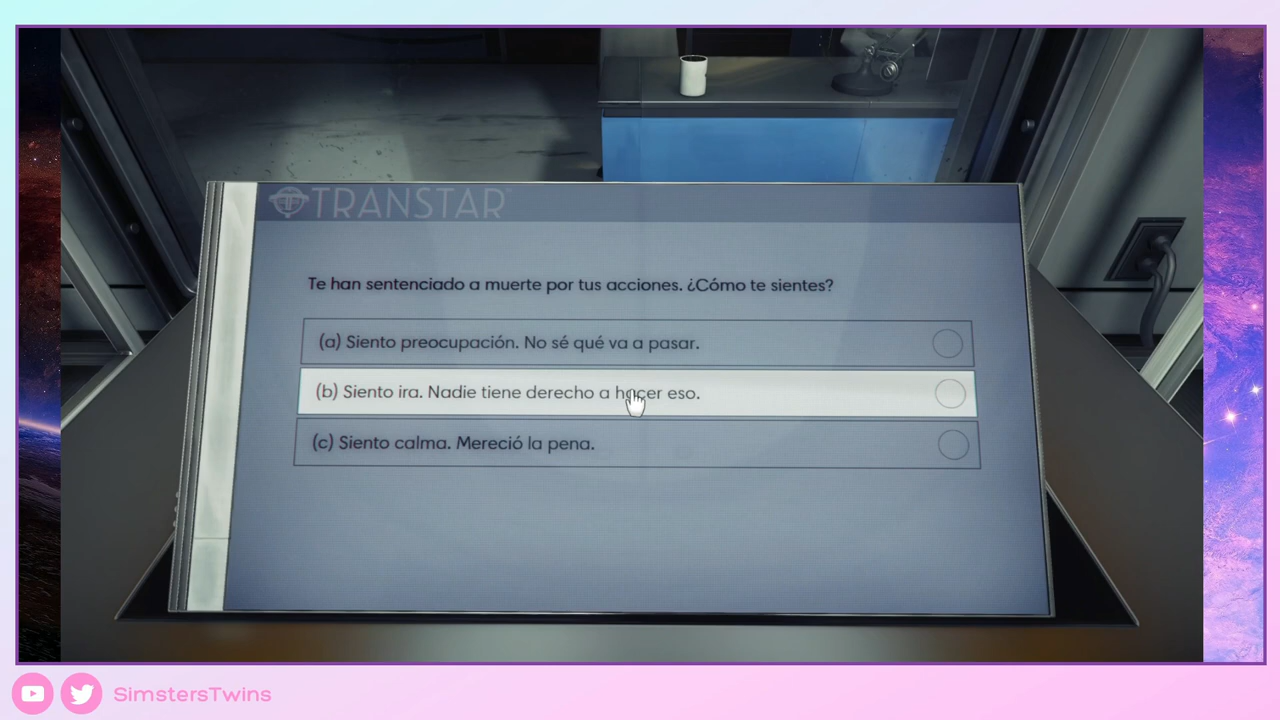 TRANSTAR
Te han sentenciado a muerte por tus acciones. ¿Cómo te sientes?
(a) Siento preocupación. No sé qué va a pasar.
(b) Siento ira. Nadie tiene derecho a hacer eso.
(c) Siento calma. Mereció la pena.
SimstersTwins